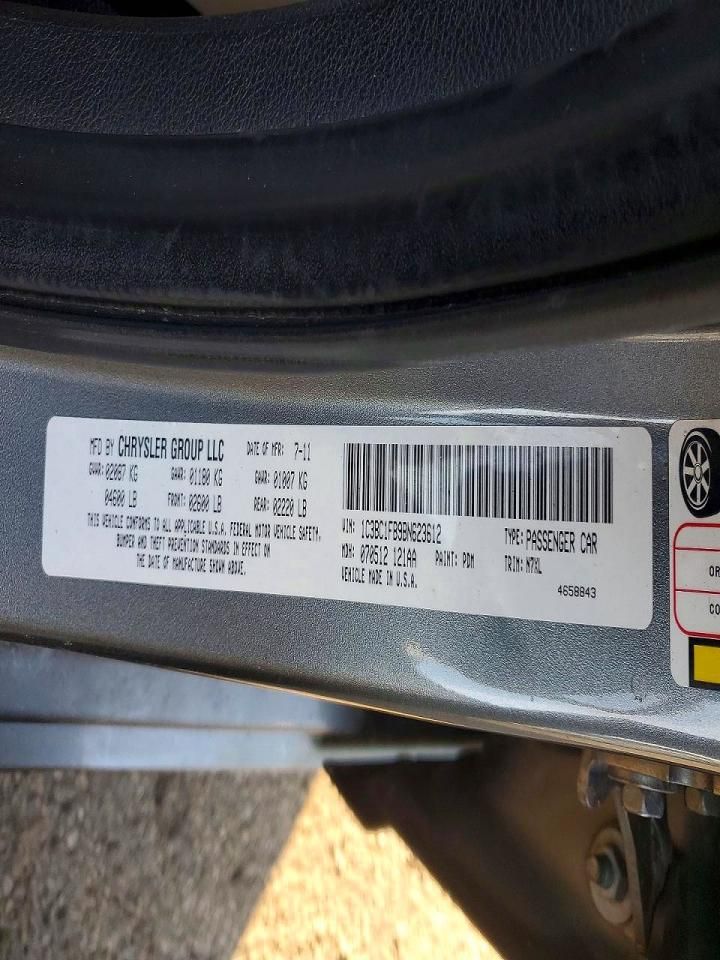 MFD BY CHRYSLER GROUP LLC DATE OF MFR: 7-11
GVWR: 02087 KG GAWR: 01180 KG GAWR: 01007 KG
04600 LB FRONT: 02600 LB REAR: 02220 LB
THIS VEHICLE CONFORMS TO ALL APPLICABLE U.S.A. FEDERAL MOTOR VEHICLE SAFETY,
BUMPER AND THEFT PREVENTION STANDARDS IN EFFECT ON
THE DATE OF MANUFACTURE SHOWN ABOVE.
VIN: 1C3BC1FB9BN623612 TYPE: PASSENGER CAR
MDH: 070512 121AA PAINT: PDM TRIM: N7XL
VEHICLE MADE IN U.S.A.
4658843
OR
CO